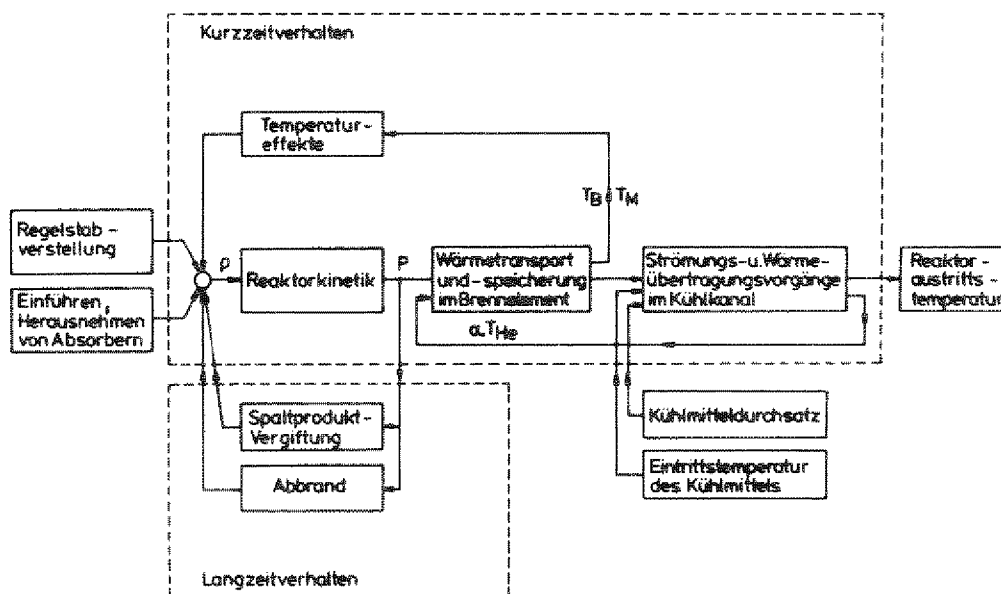 Kurzzeitverhalten
Temperatur-
effekte
T_B T_M
Regelstab-
verstellung
ρ
Reaktorkinetik
P
Wärmetransport
und-speicherung
im Brennelement
Strömungs-u.Wärme-
übertragungsvorgänge
im Kühlkanal
Reaktor-
austritts-
temperatur
Einführen,
Herausnehmen
von Absorbern
α,T_He
Spaltprodukt-
Vergiftung
Kühlmitteldurchsatz
Abbrand
Eintrittstemperatur
des Kühlmittels
Langzeitverhalten